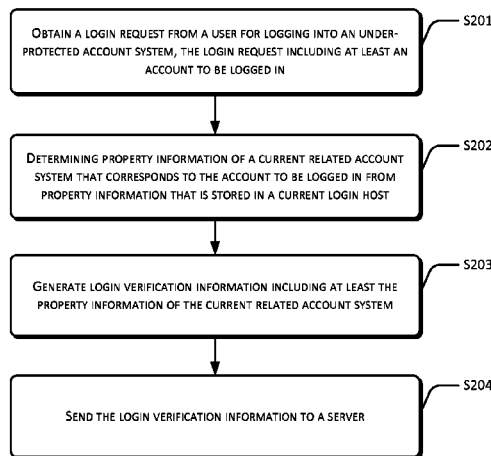 OBTAIN A LOGIN REQUEST FROM A USER FOR LOGGING INTO AN UNDER-
PROTECTED ACCOUNT SYSTEM, THE LOGIN REQUEST INCLUDING AT LEAST AN
ACCOUNT TO BE LOGGED IN
S201
DETERMINING PROPERTY INFORMATION OF A CURRENT RELATED ACCOUNT
SYSTEM THAT CORRESPONDS TO THE ACCOUNT TO BE LOGGED IN FROM
PROPERTY INFORMATION THAT IS STORED IN A CURRENT LOGIN HOST
S202
GENERATE LOGIN VERIFICATION INFORMATION INCLUDING AT LEAST THE
PROPERTY INFORMATION OF THE CURRENT RELATED ACCOUNT SYSTEM
S203
SEND THE LOGIN VERIFICATION INFORMATION TO A SERVER
S204